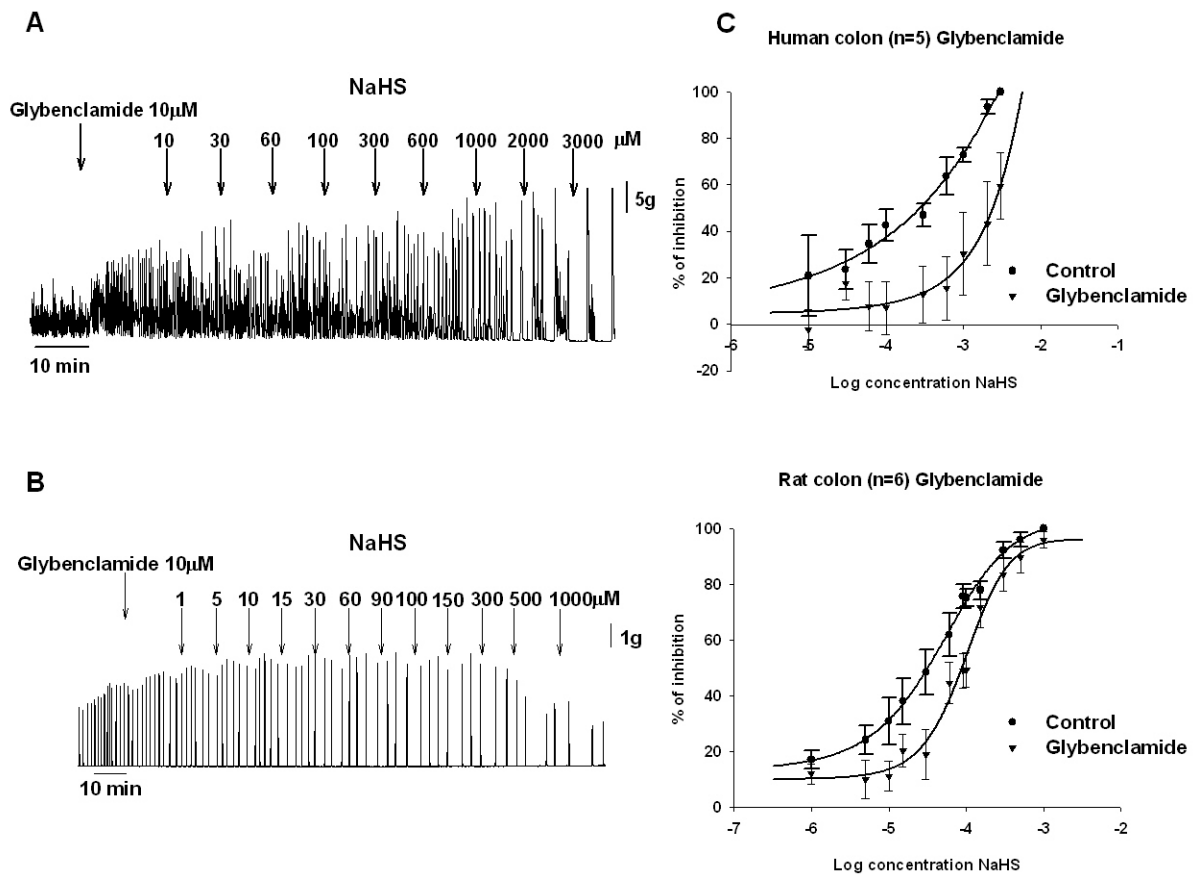 A
NaHS
Glybenclamide 10µM
10 30 60 100 300 600 1000 2000 3000 µM
5g
10 min
B
NaHS
Glybenclamide 10µM
1 5 10 15 30 60 90 100 150 300 500 1000µM
1g
10 min
C
Human colon (n=5) Glybenclamide
100
80
60
40
20
0
-20
% of inhibition
Control
Glybenclamide
-6 -5 -4 -3 -2 -1
Log concentration NaHS
Rat colon (n=6) Glybenclamide
100
80
60
40
20
0
% of inhibition
Control
Glybenclamide
-7 -6 -5 -4 -3 -2
Log concentration NaHS